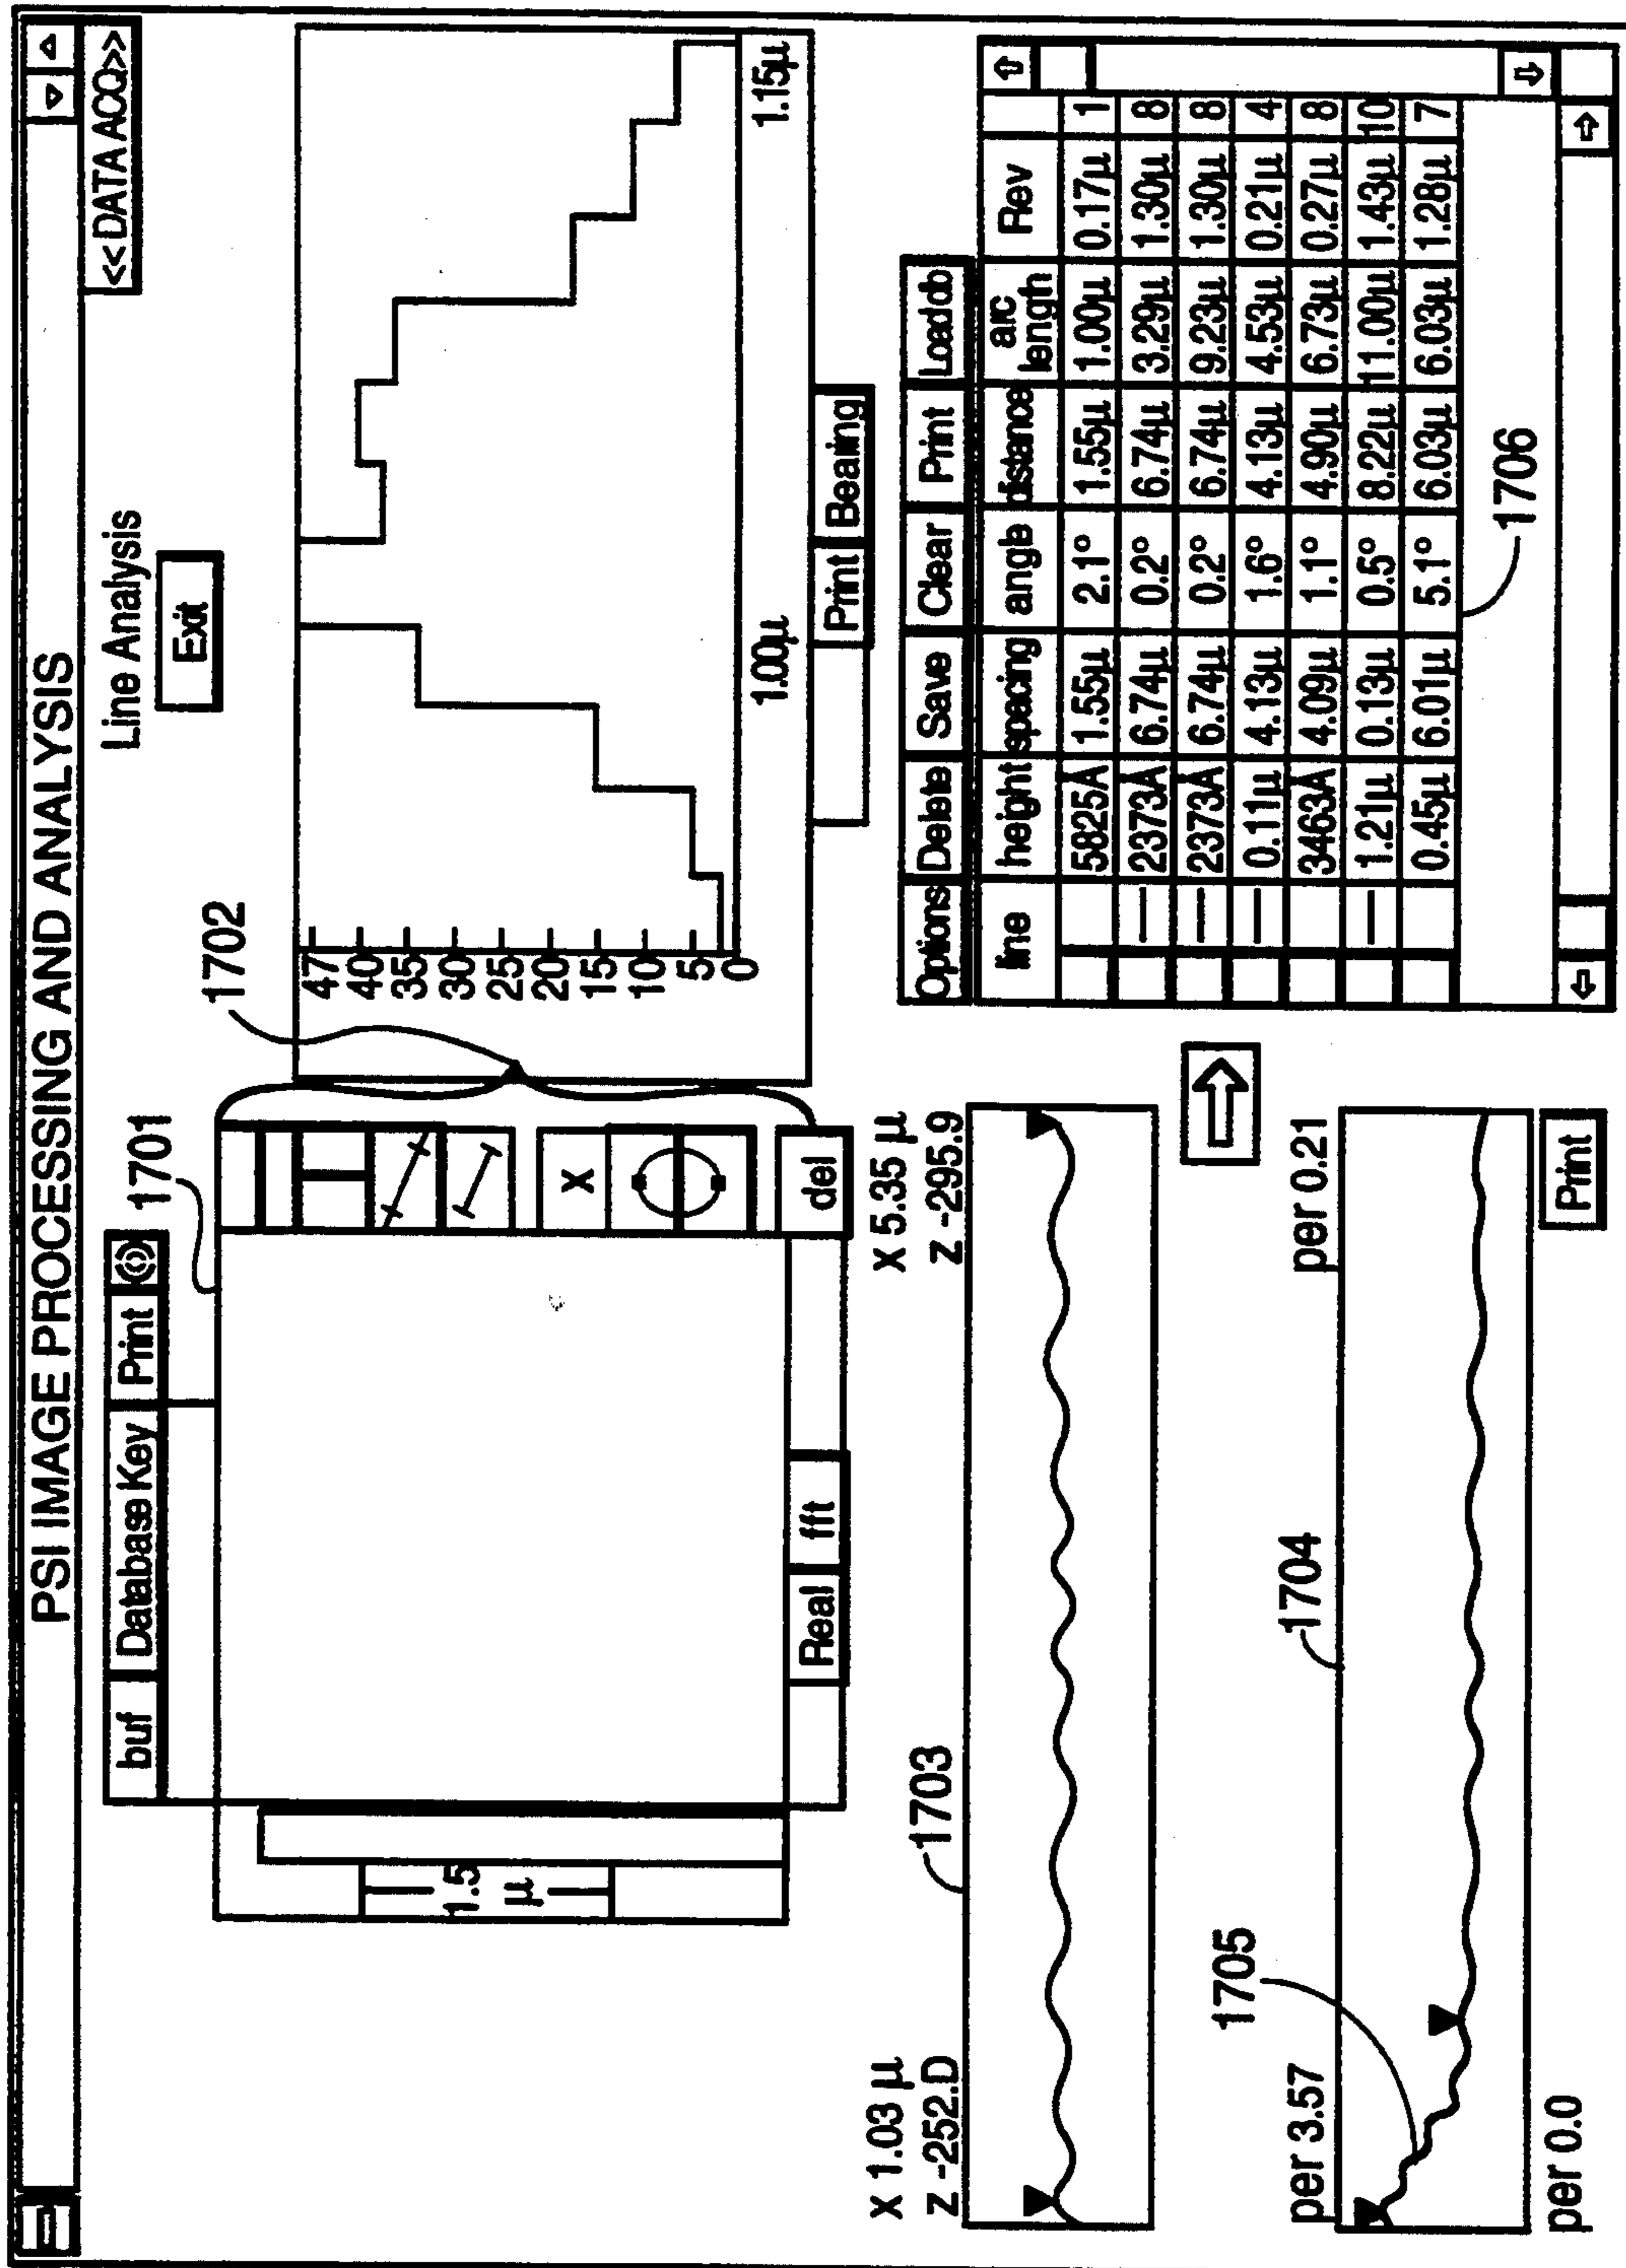 PSI IMAGE PROCESSING AND ANALYSIS
<<DATA ACQ>>
buf Database Key Print
1701
1702
Line Analysis
Exit
1.5
μ
X
del
Real fft
47
40
35
30
25
20
15
10
5
0
1.00μ 1.15μ
Print Bearing
x 1.03 μ
z -252.D
x 5.35 μ
z -295.9
1703
per 3.57
per 0.21
1704
1705
per 0.0
Print
Options Delete Save Clear Print Load db
line height spacing angle distance arc length Rev
5825Å 1.55μ 2.1° 1.55μ 1.00μ 0.17μ 1
2373Å 6.74μ 0.2° 6.74μ 3.29μ 1.30μ 8
2373Å 6.74μ 0.2° 6.74μ 9.23μ 1.30μ 8
0.11μ 4.13μ 1.6° 4.13μ 4.53μ 0.21μ 4
3463Å 4.09μ 1.1° 4.90μ 6.73μ 0.27μ 8
1.21μ 0.13μ 0.5° 8.22μ 11.00μ 1.43μ 10
0.45μ 6.01μ 5.1° 6.03μ 6.03μ 1.28μ 7
1706